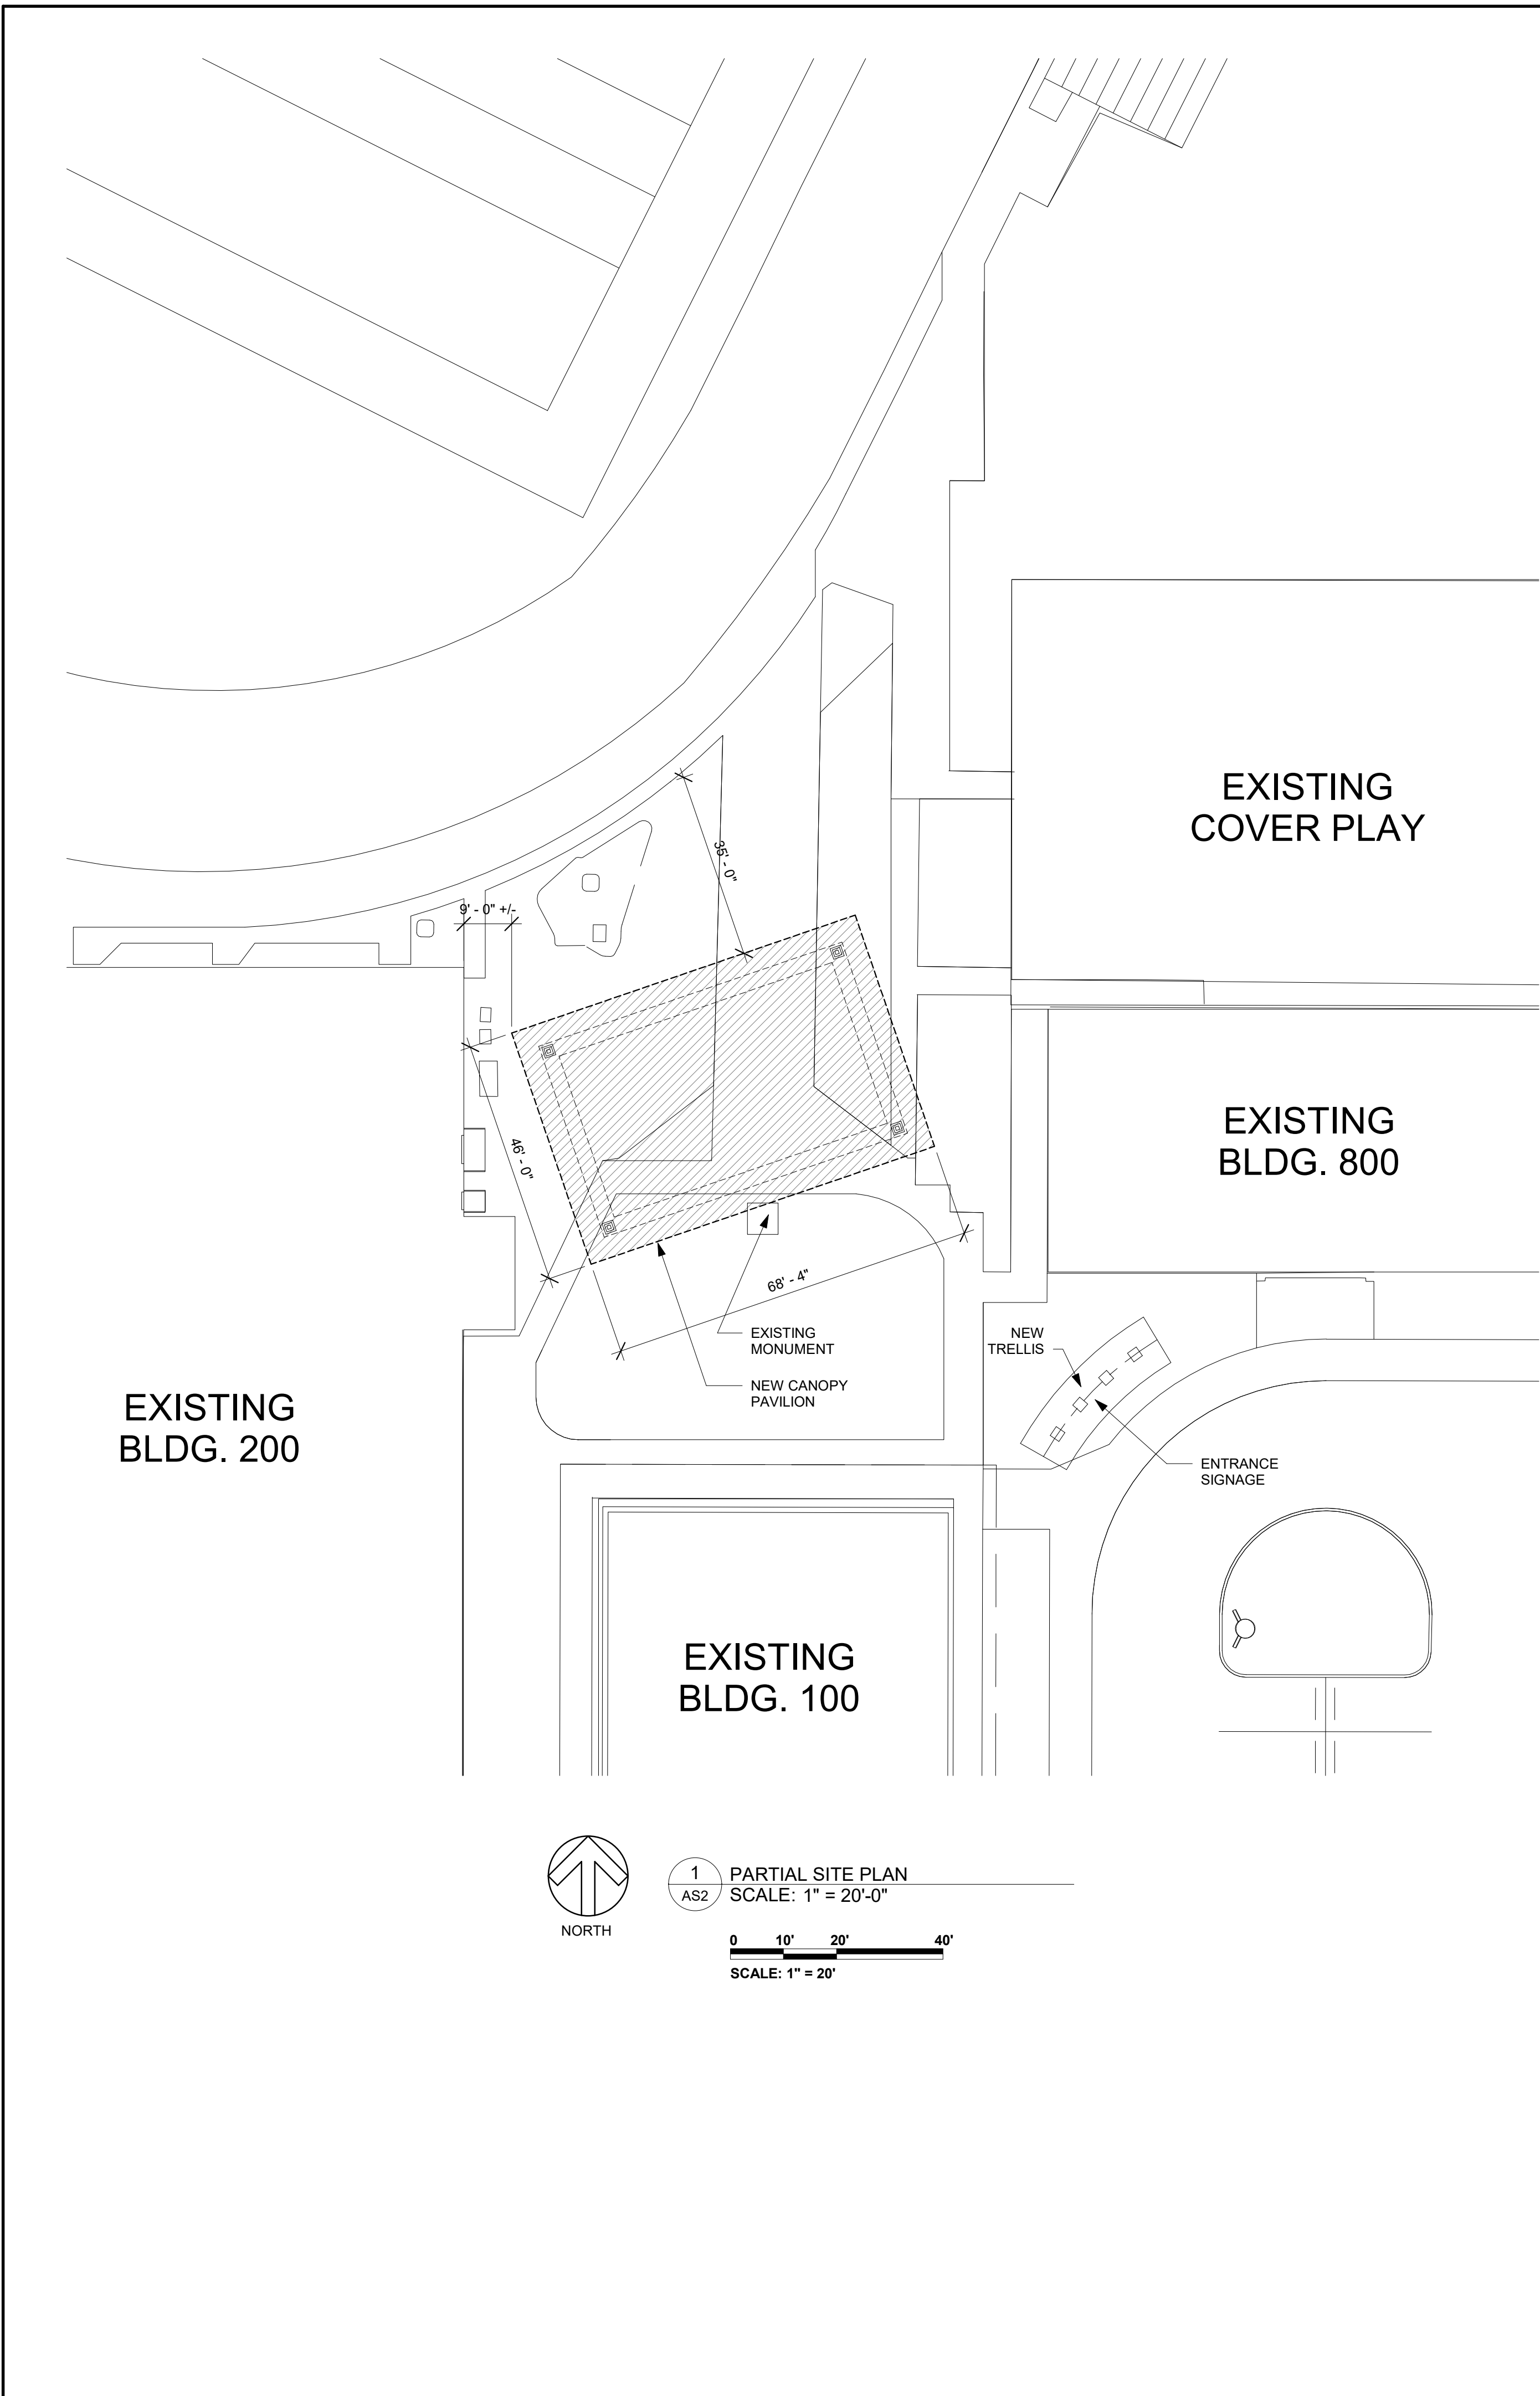 EXISTING
COVER PLAY
35' - 0"
9' - 0" +/-
EXISTING
BLDG. 800
46' - 0"
68' - 4"
EXISTING
MONUMENT
NEW
TRELLIS
NEW CANOPY
PAVILION
EXISTING
BLDG. 200
ENTRANCE
SIGNAGE
EXISTING
BLDG. 100
NORTH
1
AS2
PARTIAL SITE PLAN
SCALE: 1" = 20'-0"
0 10' 20' 40'
SCALE: 1" = 20'